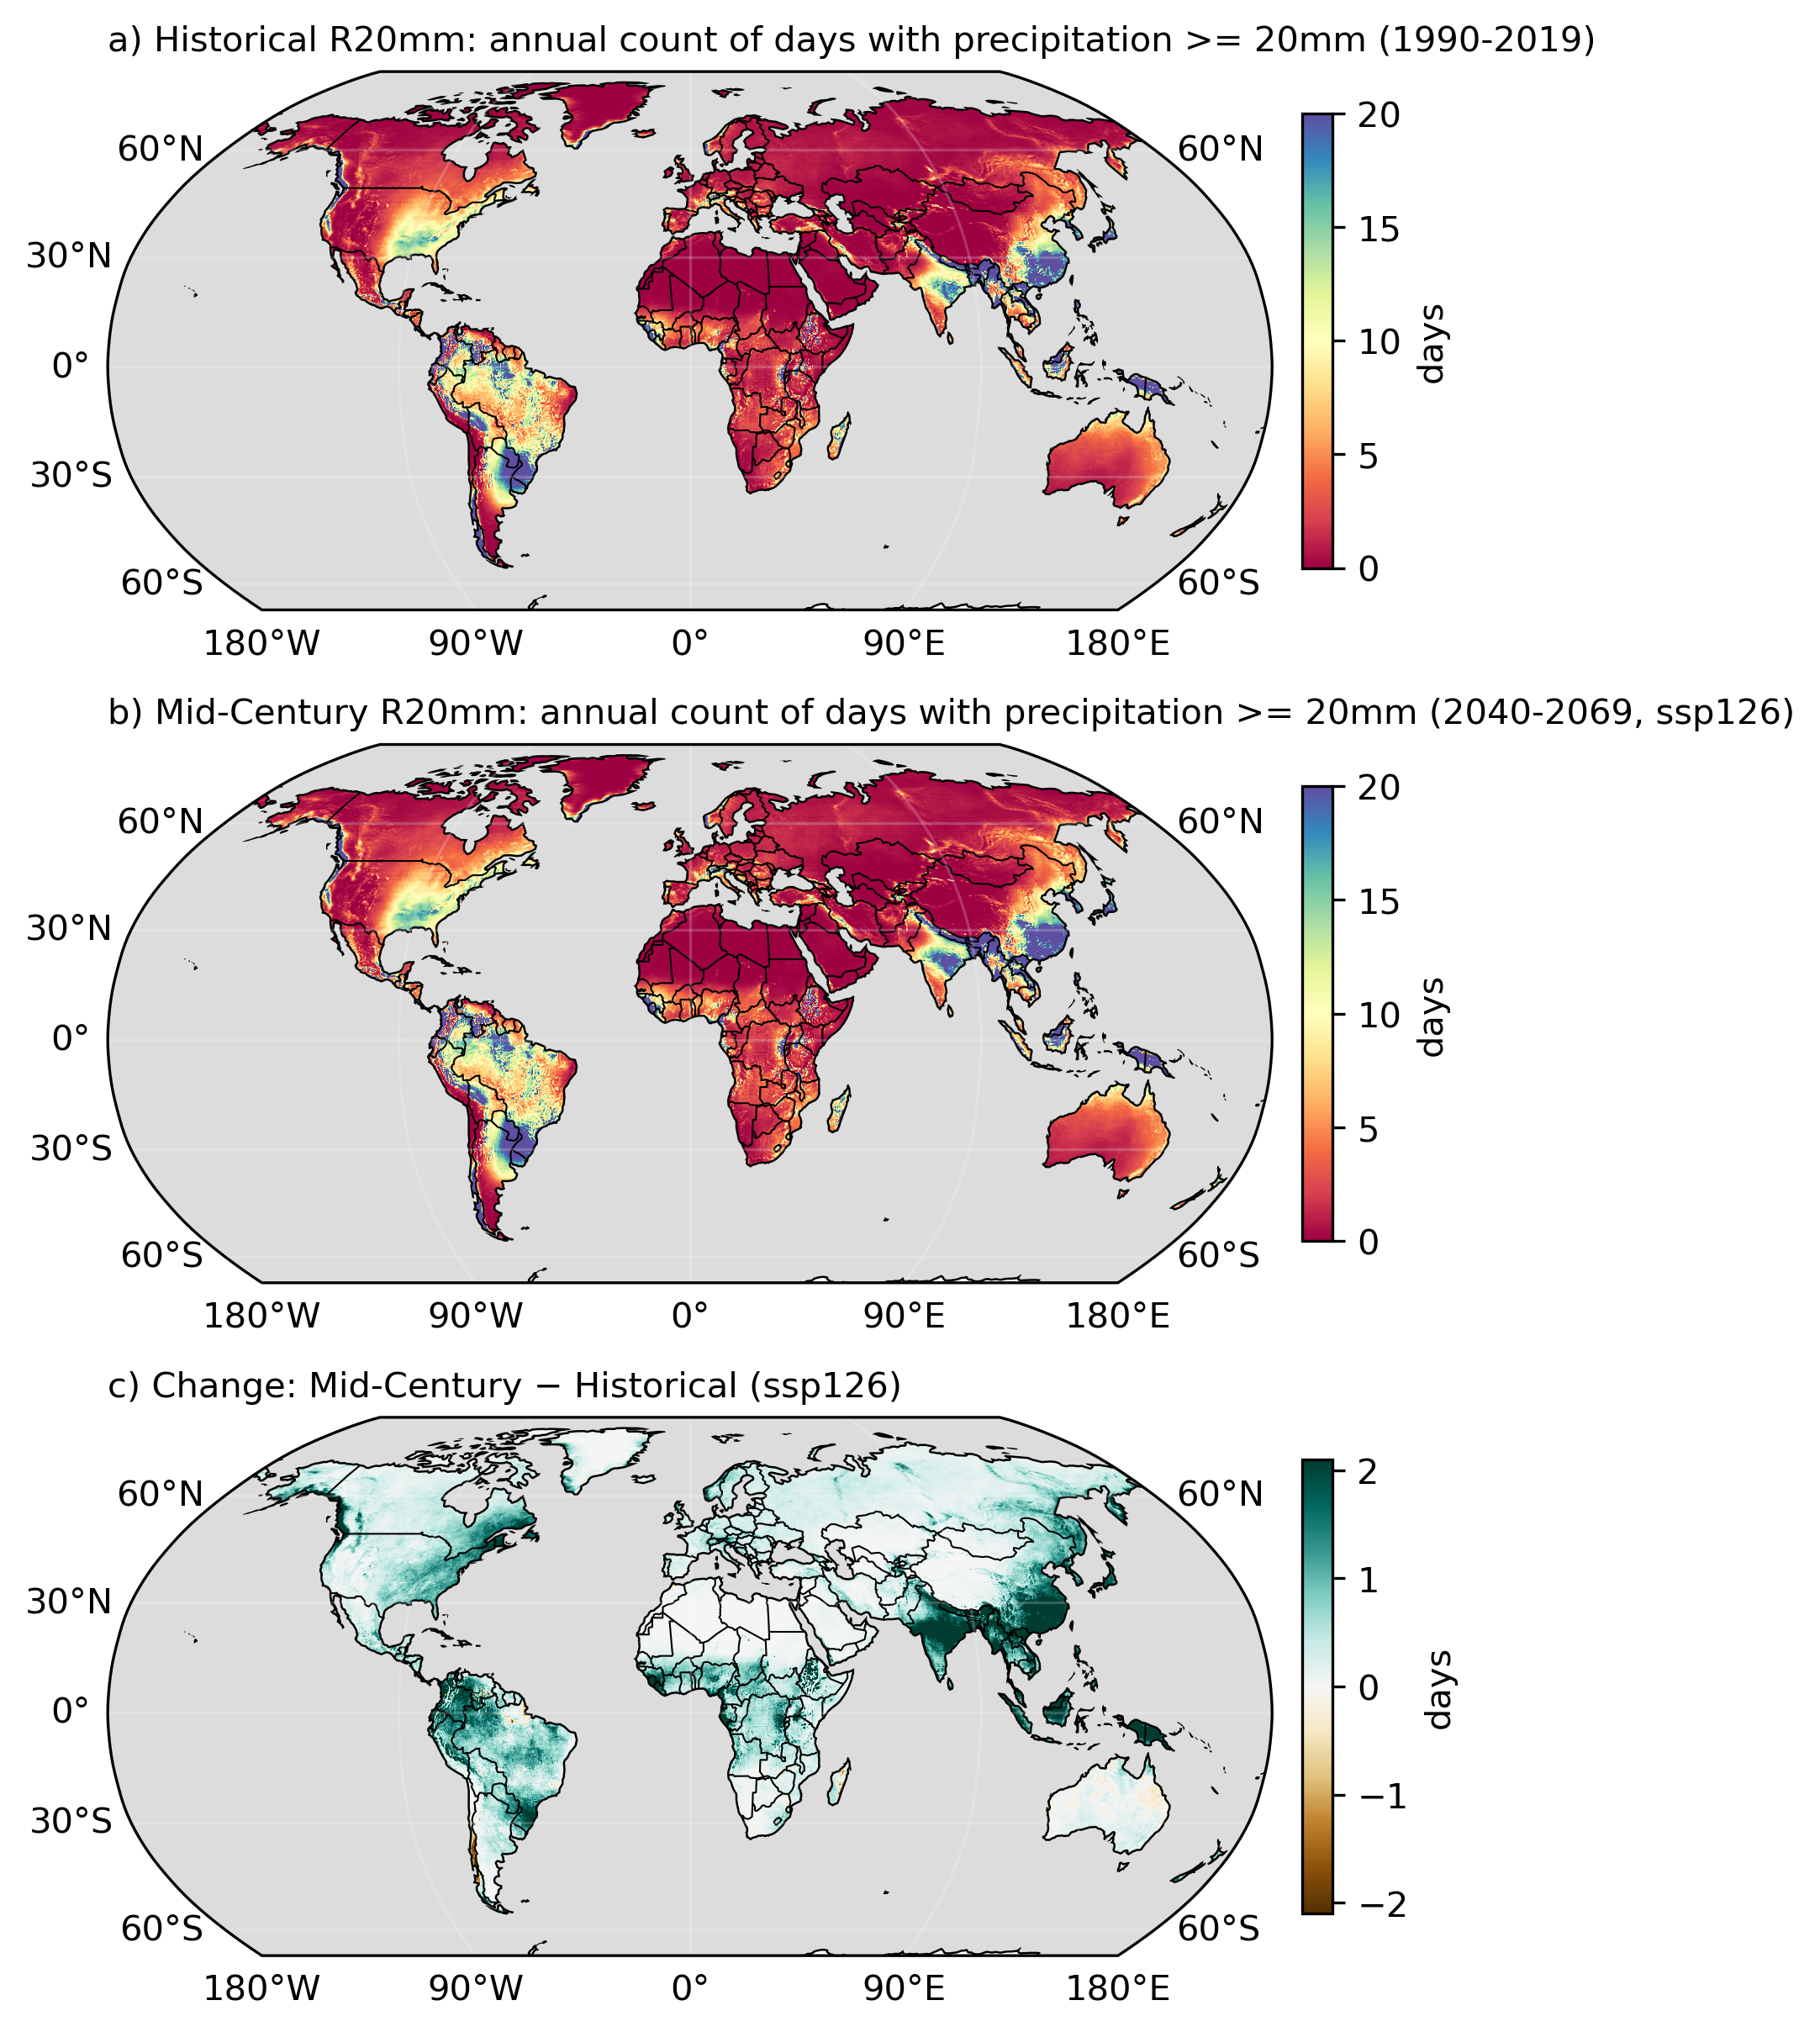 a) Historical R20mm: annual count of days with precipitation >= 20mm (1990-2019)
60°N 60°N
30°N
0°
30°S
60°S 60°S
180°W 90°W 0° 90°E 180°E
20
15
10
5
0
days
b) Mid-Century R20mm: annual count of days with precipitation >= 20mm (2040-2069, ssp126)
60°N 60°N
30°N
0°
30°S
60°S 60°S
180°W 90°W 0° 90°E 180°E
20
15
10
5
0
days
c) Change: Mid-Century − Historical (ssp126)
60°N 60°N
30°N
0°
30°S
60°S 60°S
180°W 90°W 0° 90°E 180°E
2
1
0
−1
−2
days